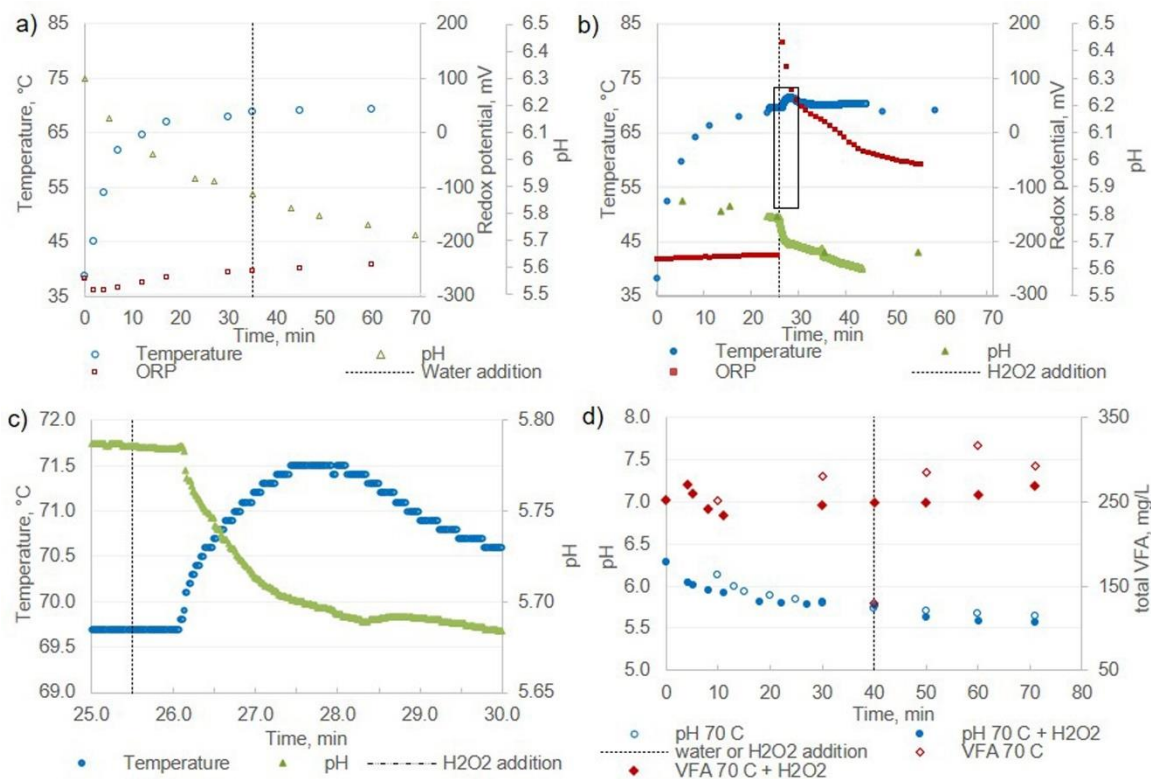 a)
85
75
65
55
45
35
Temperature, °C
200
100
0
-100
-200
-300
Redox potential, mV
6.5
6.4
6.3
6.2
6.1
6
5.9
5.8
5.7
5.6
5.5
pH
0 10 20 30 40 50 60 70
Time, min
Temperature
pH
ORP
Water addition
b)
85
75
65
55
45
35
Temperature, °C
200
100
0
-100
-200
-300
Redox potential, mV
6.5
6.4
6.3
6.2
6.1
6
5.9
5.8
5.7
5.6
5.5
pH
0 10 20 30 40 50 60 70
Time, min
Temperature
pH
ORP
H2O2 addition
c)
72.0
71.5
71.0
70.5
70.0
69.5
69.0
Temperature, °C
5.80
5.75
5.70
5.65
pH
25.0 26.0 27.0 28.0 29.0 30.0
Time, min
Temperature
pH
H2O2 addition
d)
8.0
7.5
7.0
6.5
6.0
5.5
5.0
pH
350
250
150
50
total VFA, mg/L
0 10 20 30 40 50 60 70 80
Time, min
pH 70 C
pH 70 C + H2O2
water or H2O2 addition
VFA 70 C
VFA 70 C + H2O2